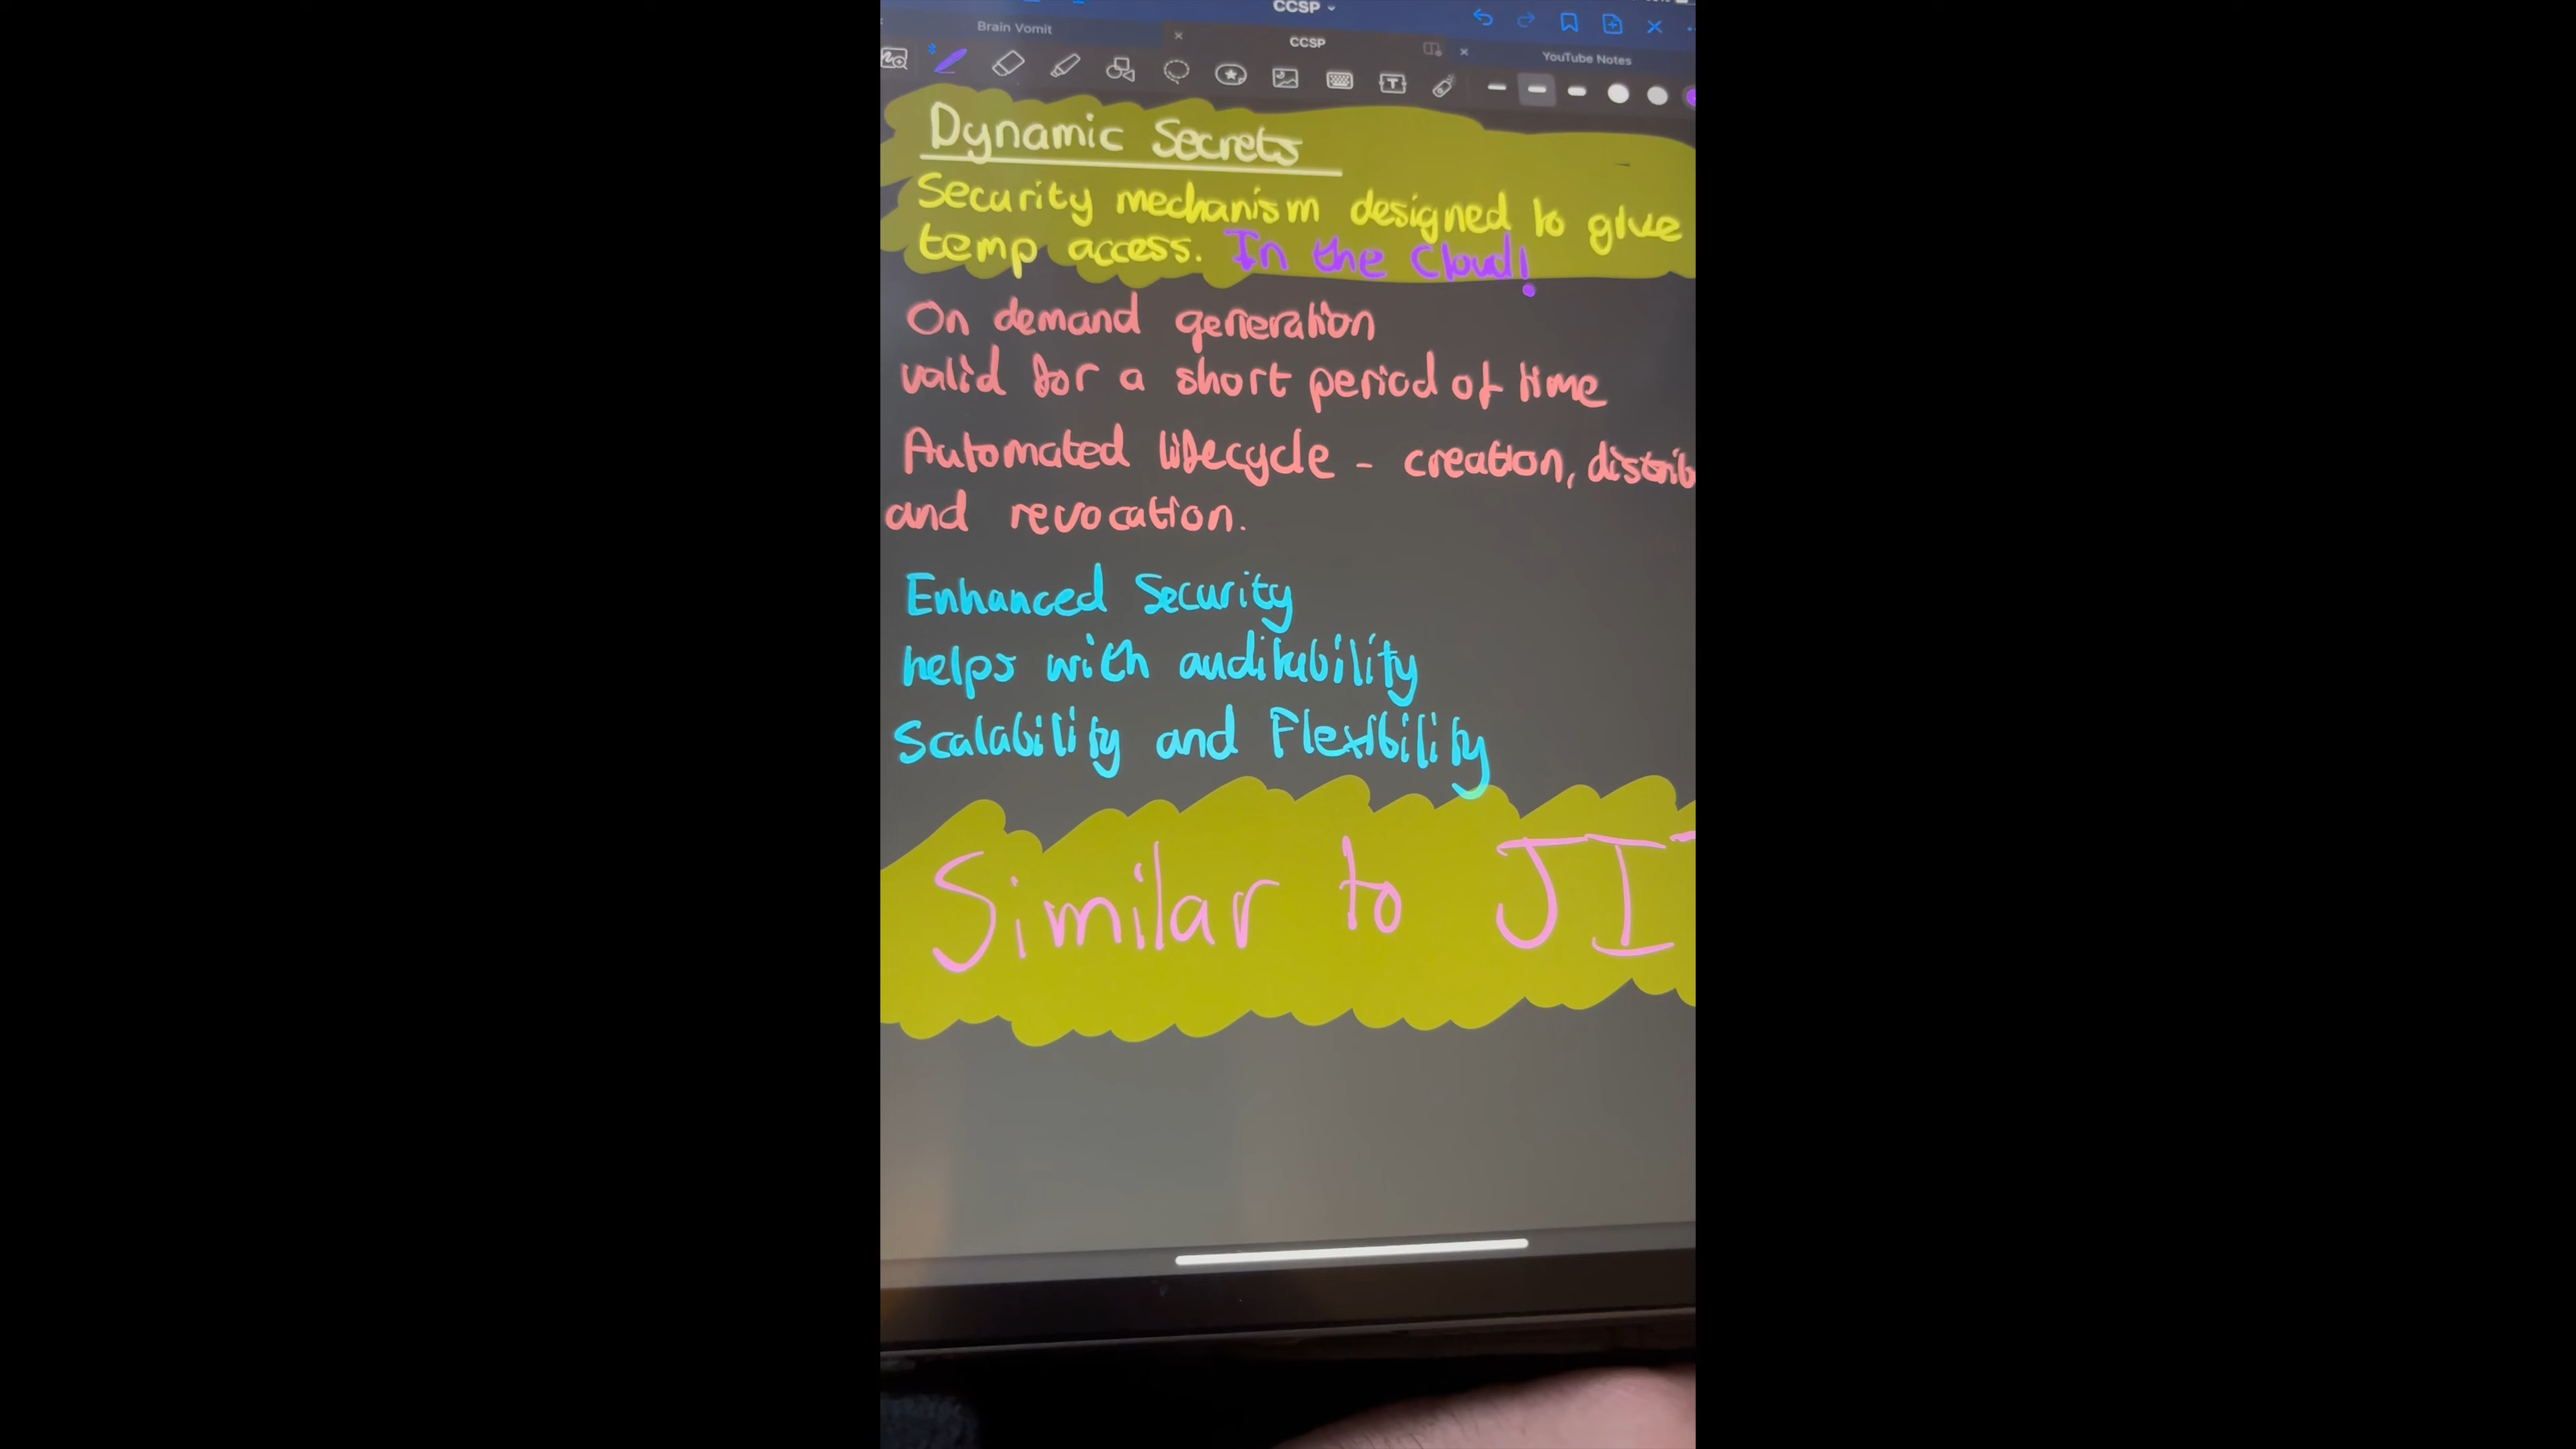 CCSP
Brain Vomit
CCSP
YouTube Notes
Dynamic Secrets
Security mechanism designed to give
temp access. In the Cloud!
On demand generation
valid for a short period of time
Automated lifecycle - creation, distrib
and revocation.
Enhanced Security
helps with auditability
Scalability and Flexibility
Similar to JIT